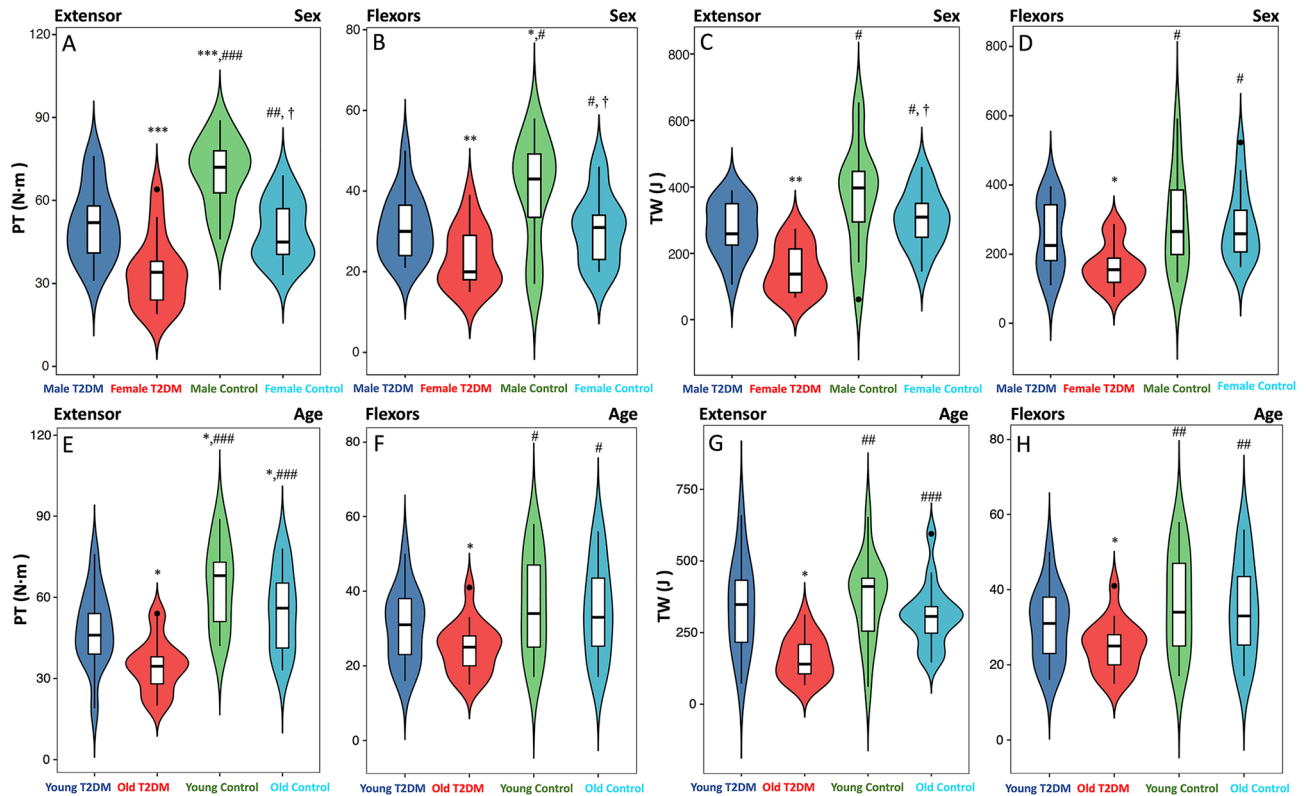 Extensor Sex
A
PT (N·m)
120
90
60
30
0
***
***,###
##, †
Male T2DM Female T2DM Male Control Female Control
Flexors Sex
B
80
60
40
20
0
**
*,#
#, †
Male T2DM Female T2DM Male Control Female Control
Extensor Sex
C
TW (J)
800
600
400
200
0
**
#
#, †
Male T2DM Female T2DM Male Control Female Control
Flexors Sex
D
800
600
400
200
0
*
#
#
Male T2DM Female T2DM Male Control Female Control
Extensor Age
E
PT (N·m)
120
90
60
30
0
*
*,###
*,###
Young T2DM Old T2DM Young Control Old Control
Flexors Age
F
80
60
40
20
0
*
#
#
Young T2DM Old T2DM Young Control Old Control
Extensor Age
G
TW (J)
750
500
250
0
*
##
###
Young T2DM Old T2DM Young Control Old Control
Flexors Age
H
80
60
40
20
0
*
##
##
Young T2DM Old T2DM Young Control Old Control